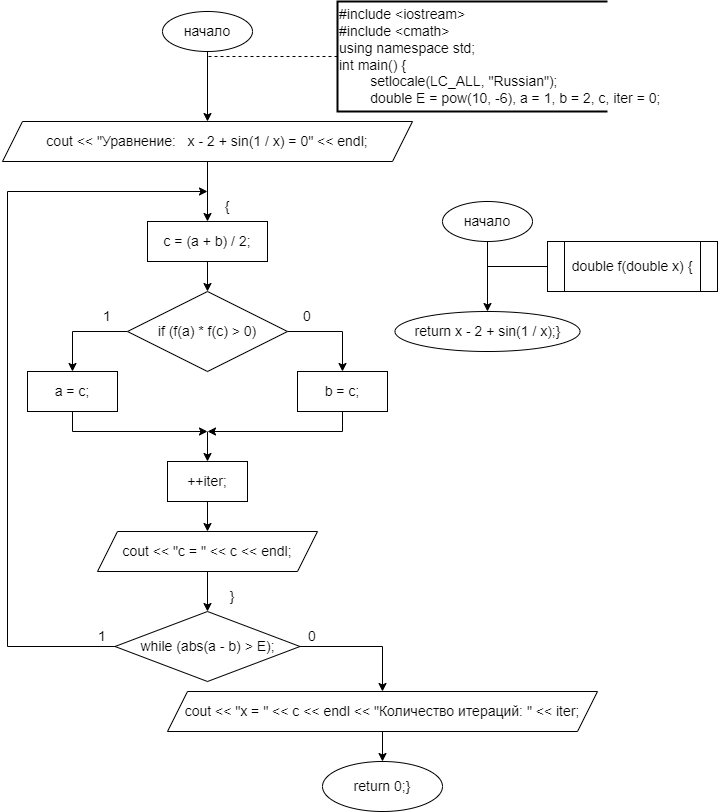 начало
#include <iostream>
#include <cmath>
using namespace std;
int main() {
setlocale(LC_ALL, "Russian");
double E = pow(10, -6), a = 1, b = 2, c, iter = 0;
cout << "Уравнение:   x - 2 + sin(1 / x) = 0" << endl;
{
c = (a + b) / 2;
if (f(a) * f(c) > 0)
1
0
a = c;
b = c;
++iter;
cout << "c = " << c << endl;
}
while (abs(a - b) > E);
1
0
cout << "x = " << c << endl << "Количество итераций: " << iter;
return 0;}
начало
double f(double x) {
return x - 2 + sin(1 / x);}